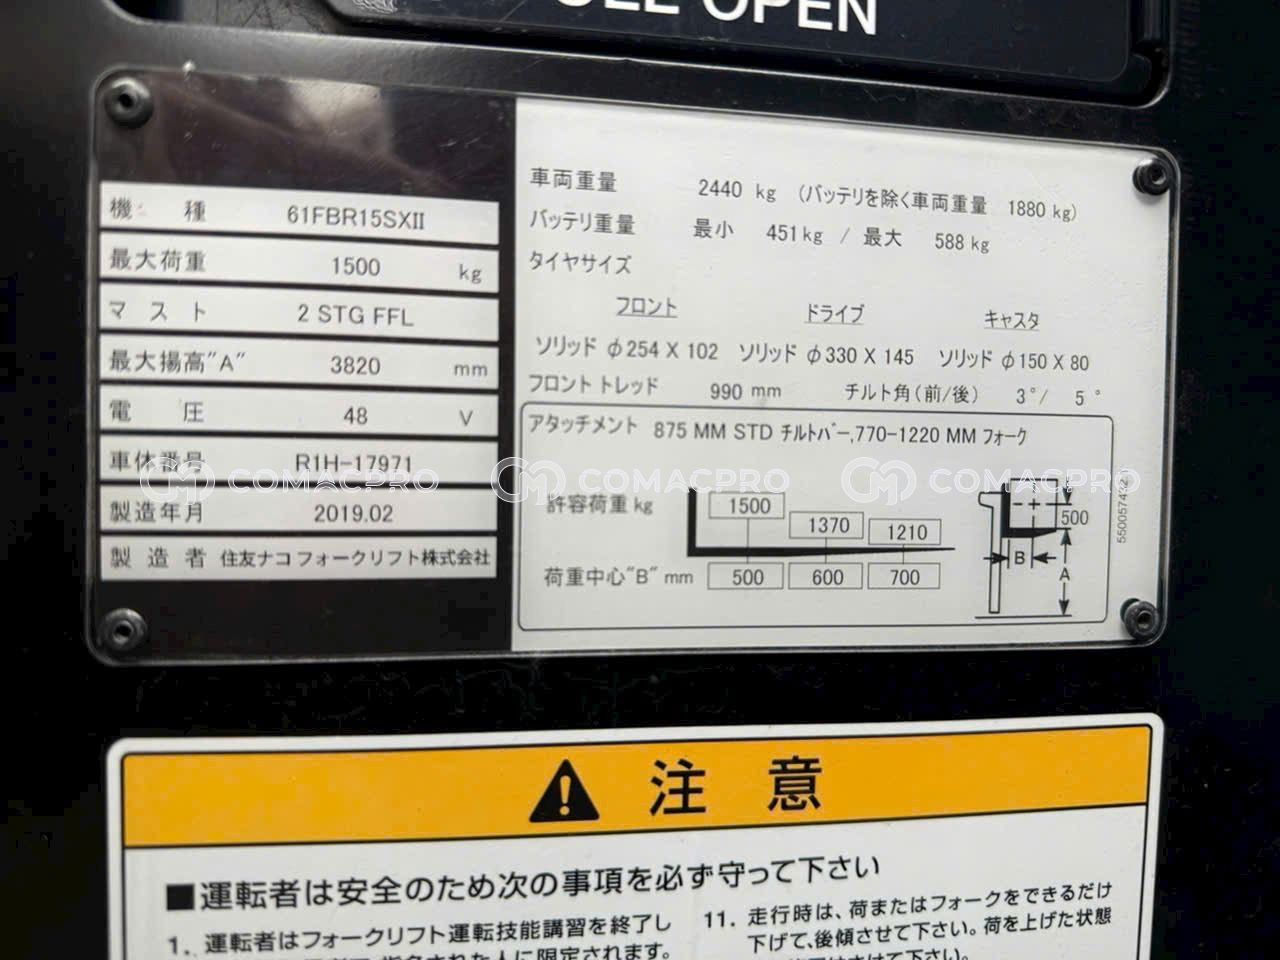 OPEN
機 種 61FBR15SXII
最大荷重 1500 kg
マスト 2 STG FFL
最大揚高"A" 3820 mm
電 圧 48 V
車体番号 R1H-17971
製造年月 2019.02
製造者 住友ナコ フォークリフト株式会社
車両重量 2440 kg (バッテリを除く車両重量 1880 kg)
バッテリ重量 最小 451kg / 最大 588 kg
タイヤサイズ
フロント ドライブ キャスタ
ソリッド φ254 X 102 ソリッド φ330 X 145 ソリッド φ150 X 80
フロント トレッド 990 mm チルト角(前/後) 3°/ 5°
アタッチメント 875 MM STD チルトバー,770-1220 MM フォーク
許容荷重 kg 1500 1370 1210
荷重中心"B" mm 500 600 700
500
B
A
COMACPRO COMACPRO COMACPRO
注意
■運転者は安全のため次の事項を必ず守って下さい
1. 運転者はフォークリフト運転技能講習を終了し
された人に限定されます。
11. 走行時は、荷またはフォークをできるだけ
下げて、後傾させて下さい。荷を上げた状態